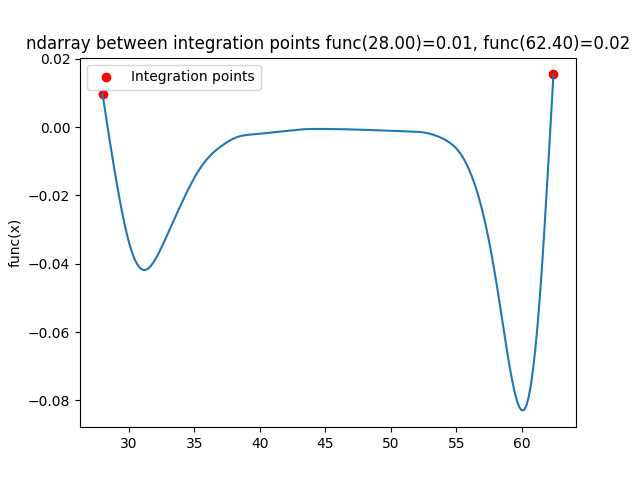 ndarray between integration points func(28.00)=0.01, func(62.40)=0.02
Integration points
func(x)
0.02
0.00
−0.02
−0.04
−0.06
−0.08
30 35 40 45 50 55 60